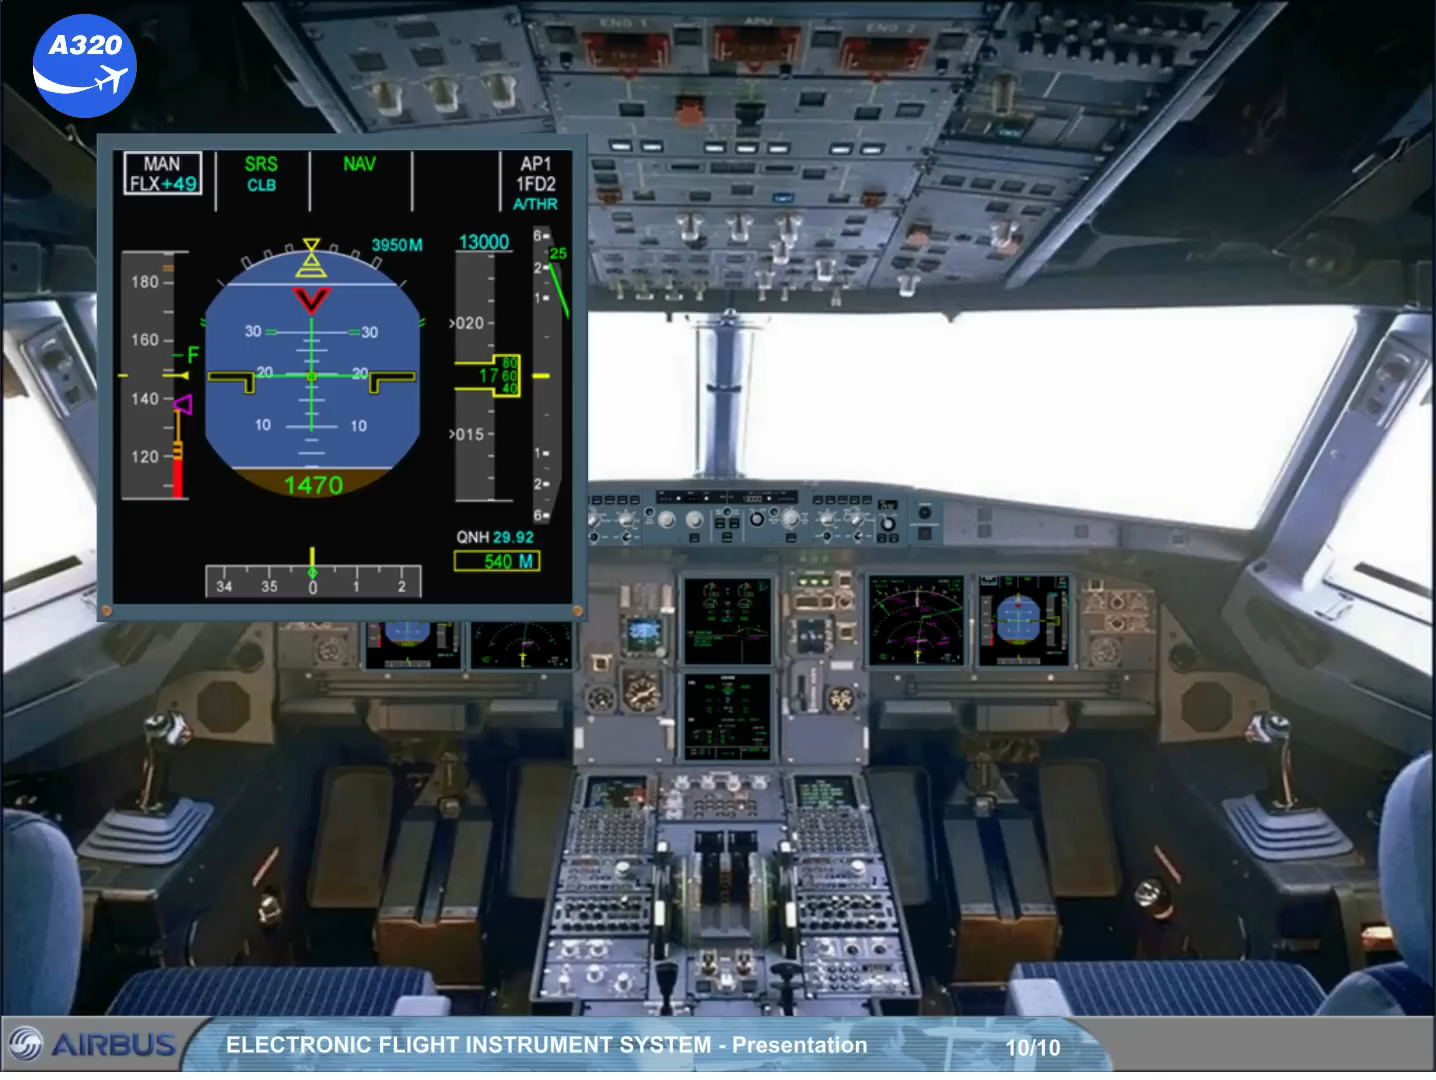 A320
ENG 1
APU
ENG 2
MAN
FLX+49
SRS
CLB
NAV
AP1
1FD2
A/THR
3950M
13000
6
25
2
1
180
160
F
140
120
30 30
20 20
10 10
1470
020
80
17 60
40
015
1
2
6
QNH 29.92
540 M
34 35 0 1 2
AIRBUS
ELECTRONIC FLIGHT INSTRUMENT SYSTEM - Presentation
10/10